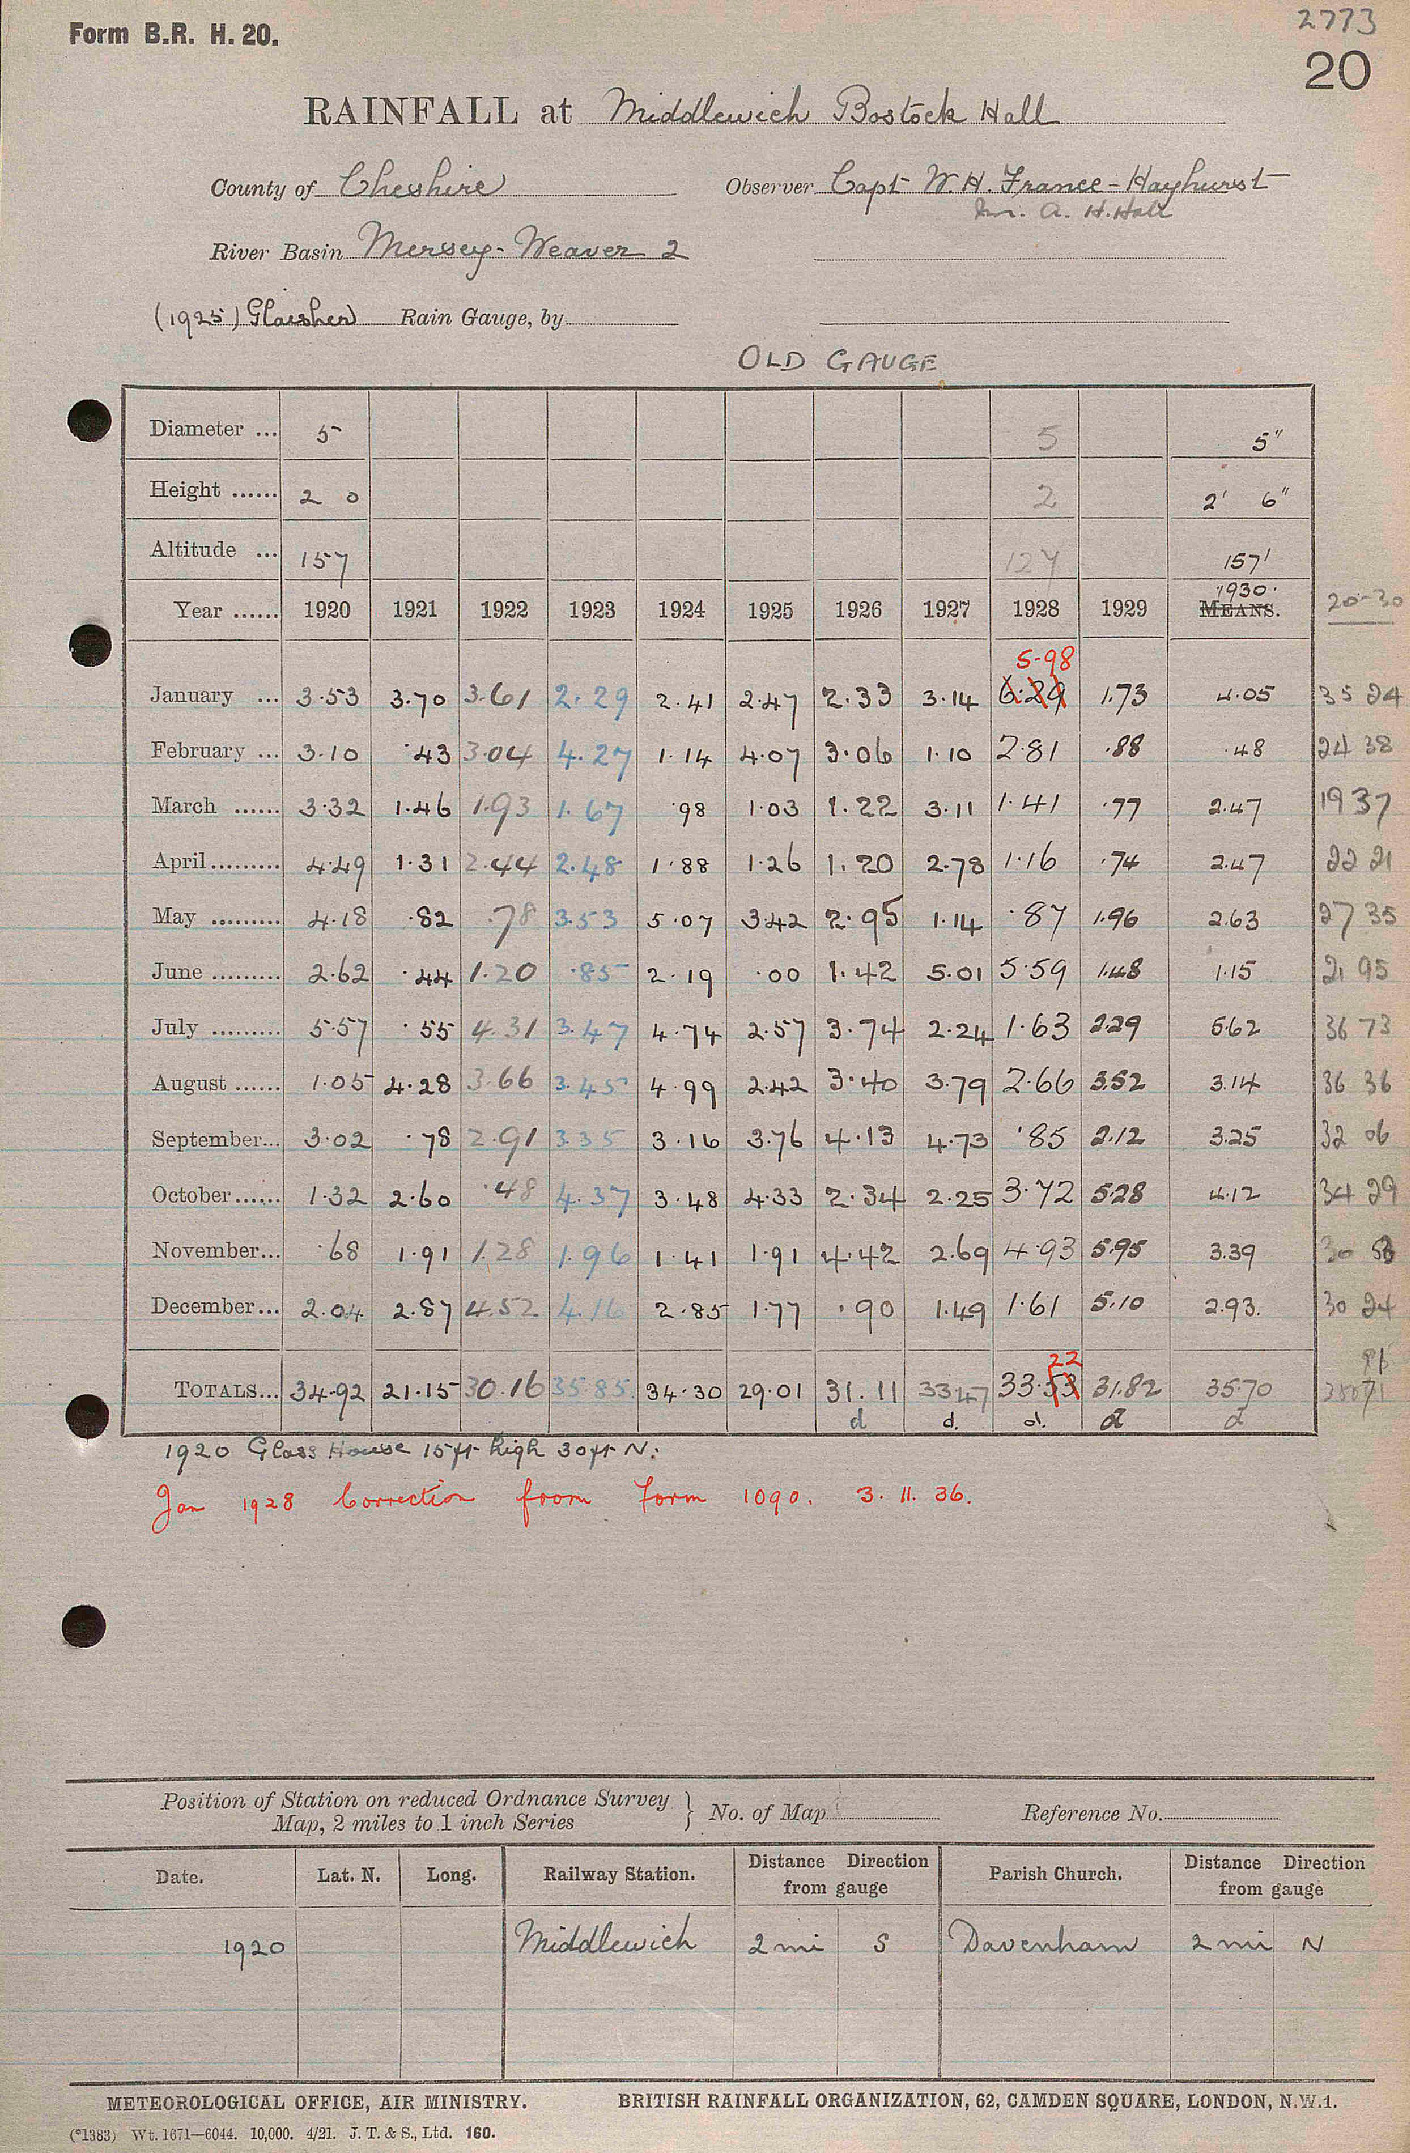 Form B.R. H. 20.
2773
20
RAINFALL at Middlewich Bostock Hall
County of Cheshire Observer Capt W. H. France-Hayhurst
Mr. A. H. Hall
River Basin Mersey-Weaver 2
(1925) Glaisher Rain Gauge, by
OLD GAUGE
Diameter ... 5 5 5"
Height ...... 2 0 2 2' 6"
Altitude ... 157 127 157'
Year ...... 1920 1921 1922 1923 1924 1925 1926 1927 1928 1929 1930. MEANS. 20-30
5.98
January ... 3.53 3.70 3.61 2.29 2.41 2.47 2.33 3.14 6.29 1.73 4.05 35 24
February ... 3.10 .43 3.04 4.27 1.14 4.07 3.06 1.10 2.81 .88 .48 24 38
March ...... 3.32 1.46 1.93 1.67 .98 1.03 1.22 3.11 1.41 .77 2.47 19 37
April......... 4.49 1.31 2.44 2.48 1.88 1.26 1.20 2.78 1.16 .74 2.47 22 21
May ......... 4.18 .82 .78 3.53 5.07 3.42 2.95 1.14 .87 1.96 2.63 27 35
June ......... 2.62 .44 1.20 .85 2.19 .00 1.42 5.01 5.59 1.48 1.15 21 95
July ......... 5.57 .55 4.31 3.47 4.74 2.57 3.74 2.24 1.63 2.29 5.62 36 73
August ...... 1.05 4.28 3.66 3.45 4.99 2.42 3.40 3.79 2.66 3.52 3.14 36 36
September... 3.02 .78 2.91 3.35 3.16 3.76 4.13 4.73 .85 2.12 3.25 32 06
October...... 1.32 2.60 .48 4.37 3.48 4.33 2.34 2.25 3.72 5.28 4.12 34 29
November... .68 1.91 1.28 1.96 1.41 1.91 4.42 2.69 4.93 5.95 3.39 30
December... 2.04 2.87 4.52 4.16 2.85 1.77 .90 1.49 1.61 5.10 2.93. 30 24
22
TOTALS... 34.92 21.15 30.16 35.85 34.30 29.01 31.11 33.47 33.53 31.82 35.70
d d. d. d d
1920 Glass House 15ft high 30ft N.
Jan 1928 Correction from Form 1090. 3. 11. 36.
Position of Station on reduced Ordnance Survey Map, 2 miles to 1 inch Series } No. of Map Reference No.
Date. Lat. N. Long. Railway Station. Distance Direction from gauge Parish Church. Distance Direction from gauge
1920 Middlewich 2 mi S Davenham 2 mi N
METEOROLOGICAL OFFICE, AIR MINISTRY. BRITISH RAINFALL ORGANIZATION, 62, CAMDEN SQUARE, LONDON, N.W.1.
(*1383) Wt. 1671—6044. 10,000. 4/21. J. T. & S., Ltd. 160.